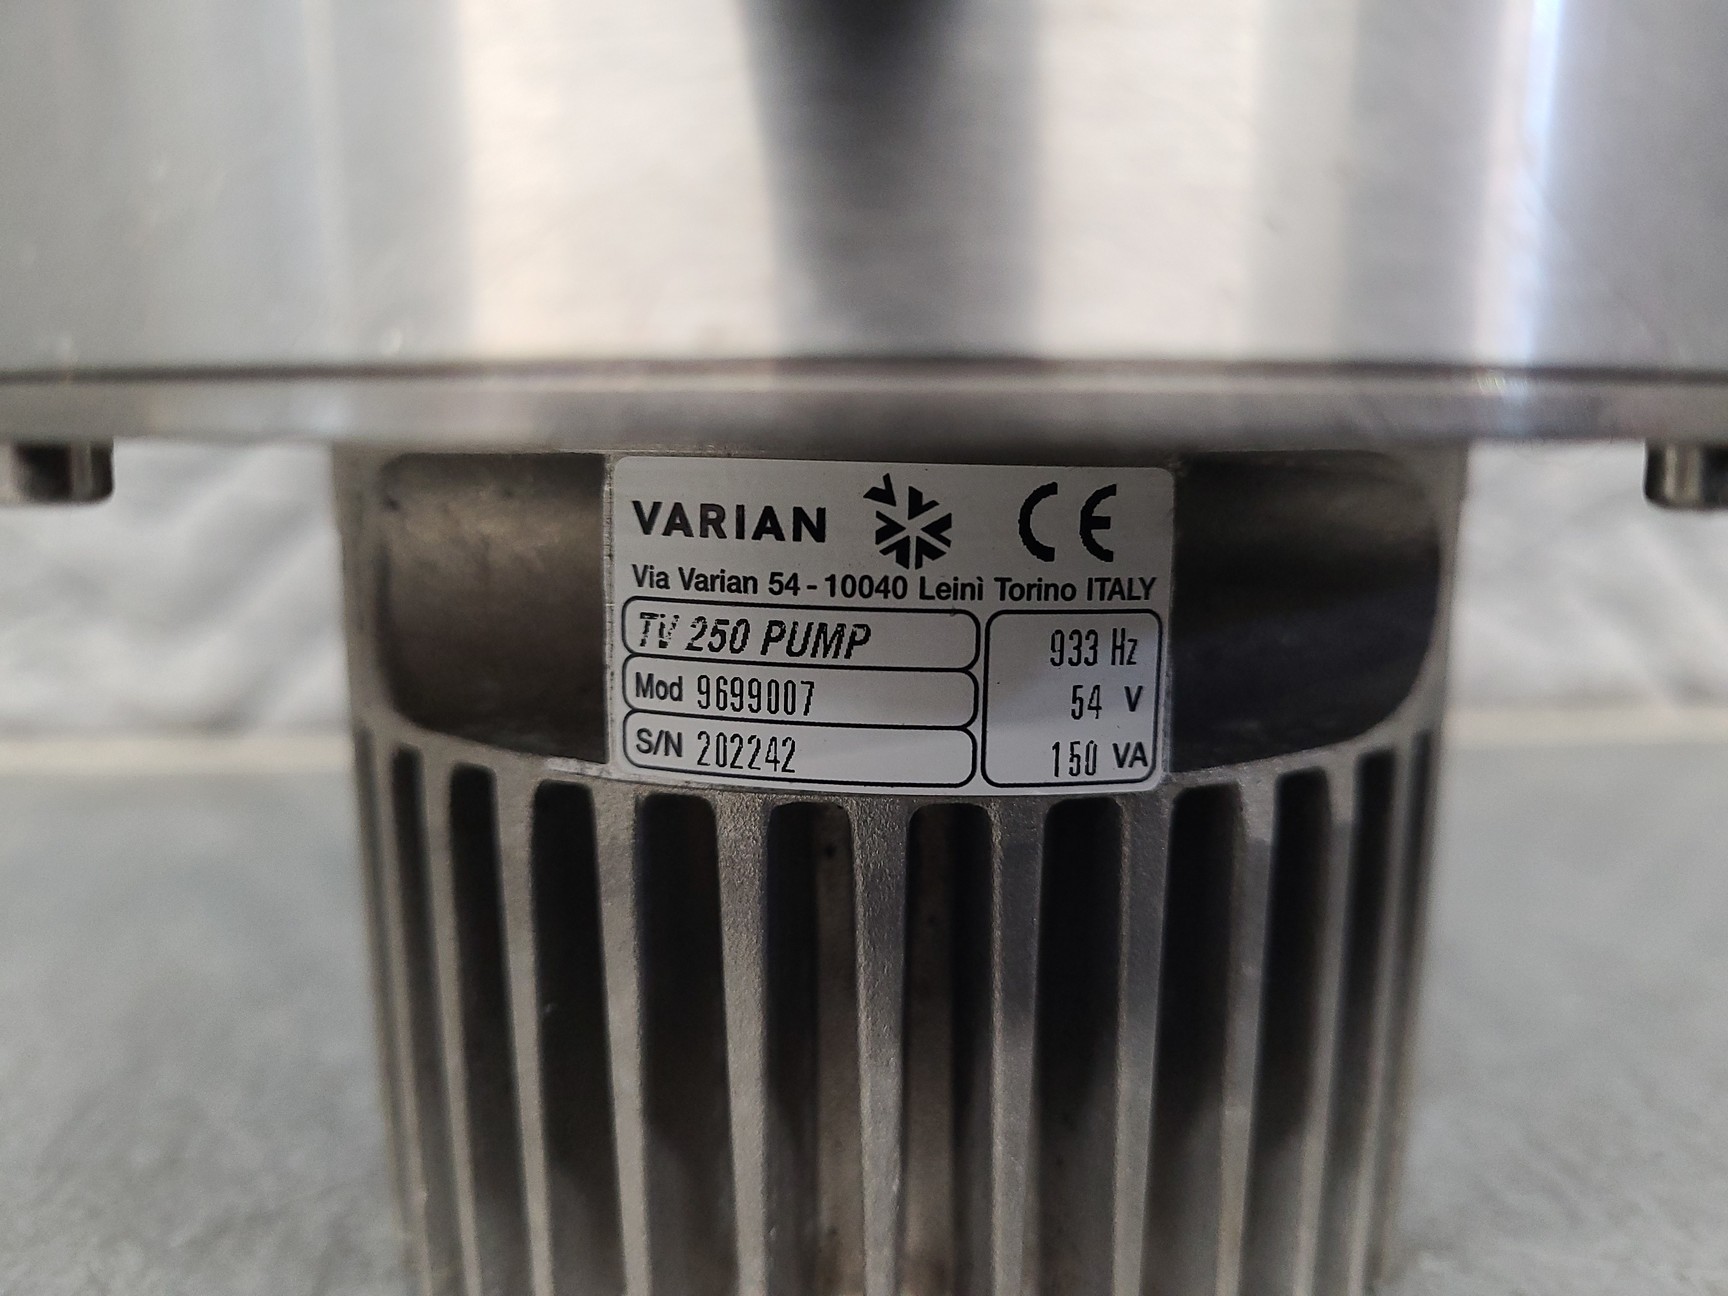 VARIAN CE
Via Varian 54 - 10040 Leinì Torino ITALY
TV 250 PUMP
Mod 9699007
S/N 202242
933 Hz
54 V
150 VA